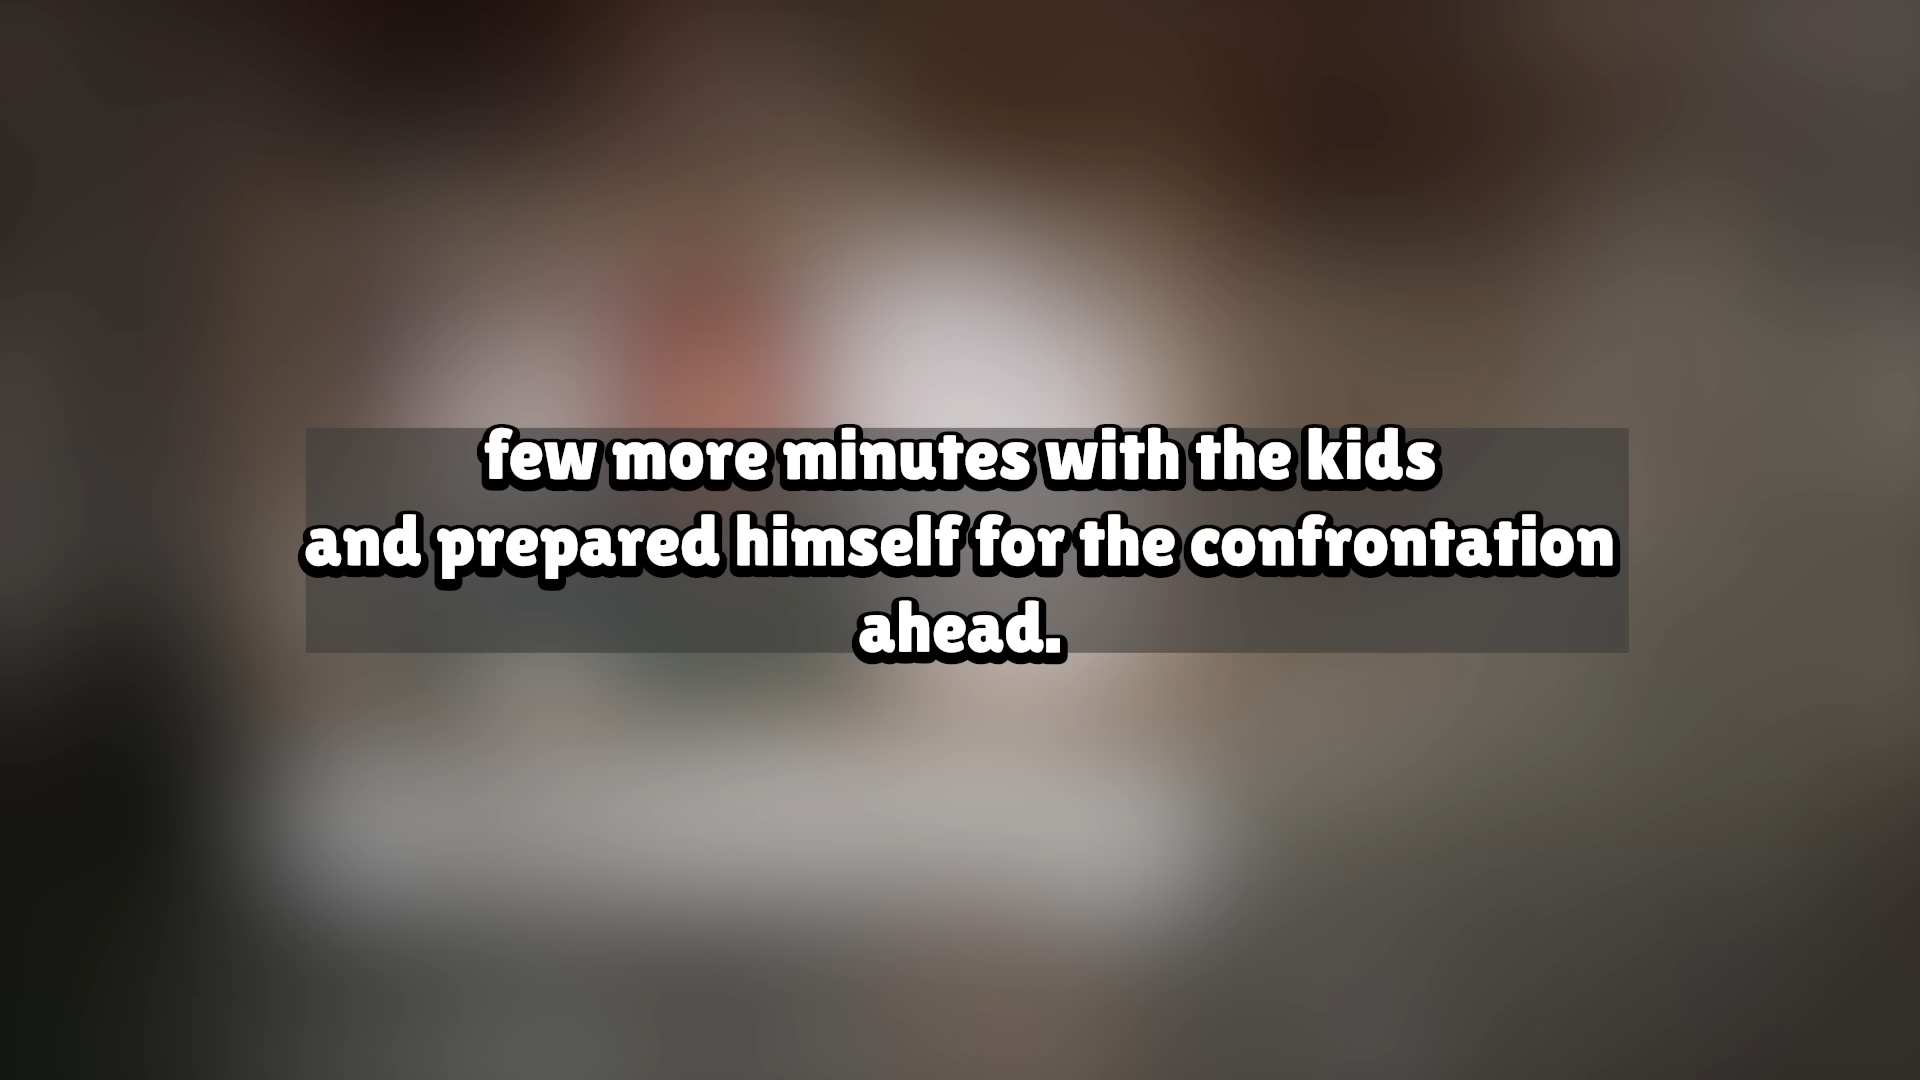 few more minutes with the kids
and prepared himself for the confrontation
ahead.